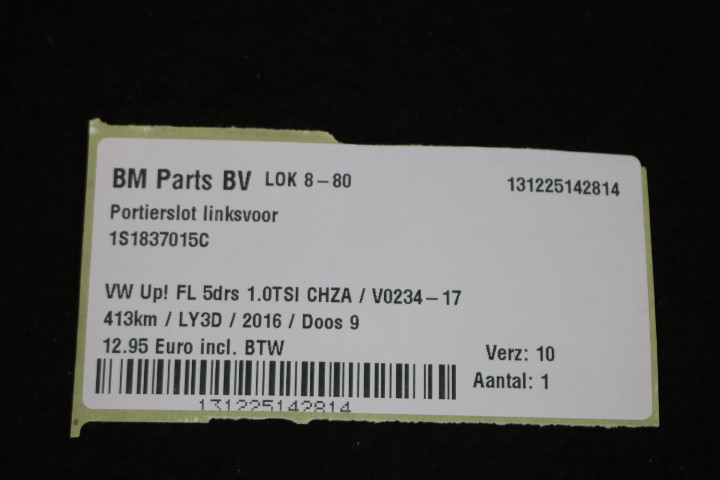 BM Parts BV LOK 8-80 131225142814
Portierslot linksvoor
1S1837015C
VW Up! FL 5drs 1.0TSI CHZA / V0234-17
413km / LY3D / 2016 / Doos 9
12.95 Euro incl. BTW Verz: 10
Aantal: 1
131225142814